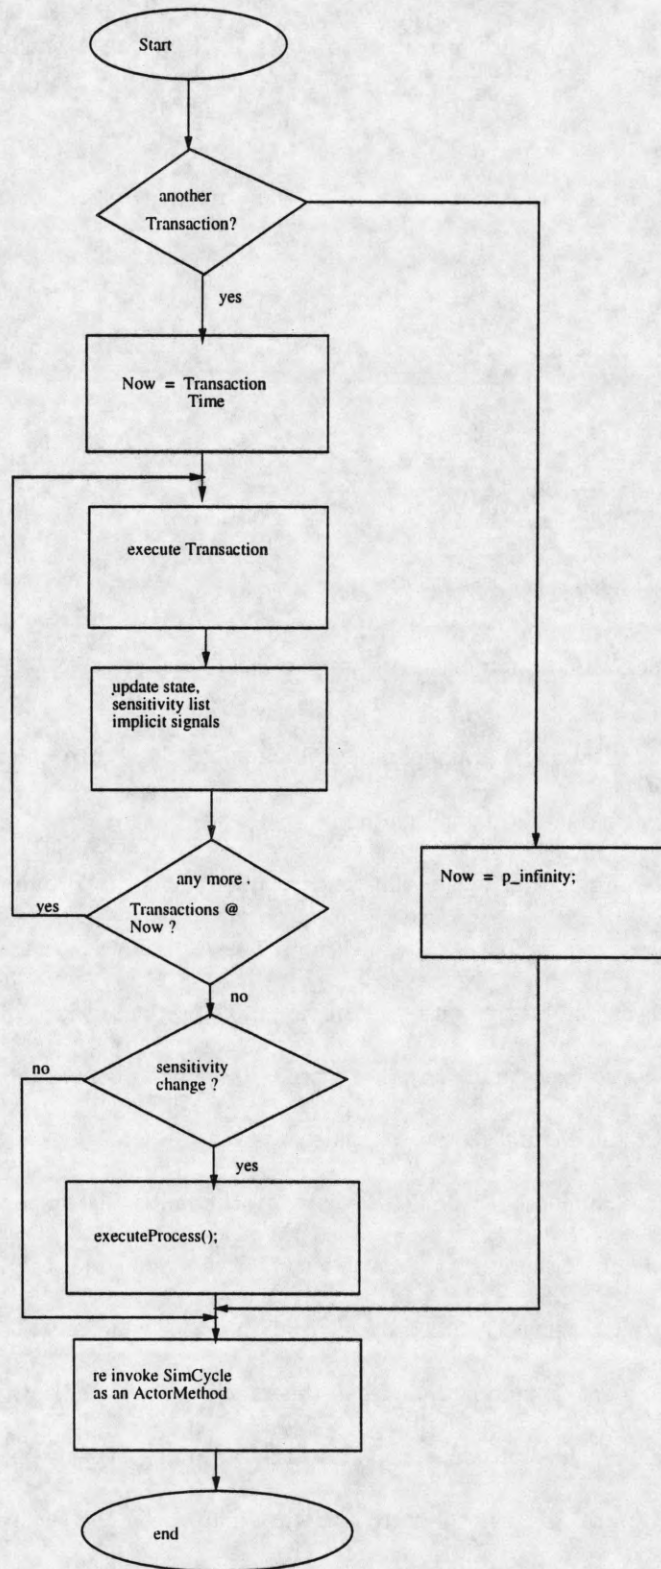 Start
another
Transaction?
yes
Now = Transaction
Time
execute Transaction
update state,
sensitivity list
implicit signals
any more .
Transactions @
Now ?
yes
Now = p_infinity;
no
sensitivity
change ?
no
yes
executeProcess();
re invoke SimCycle
as an ActorMethod
end